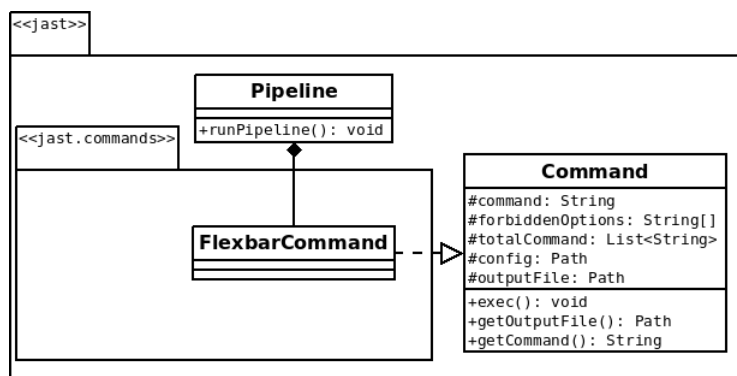 <<jast>>
Pipeline
+runPipeline(): void
<<jast.commands>>
Command
#command: String
#forbiddenOptions: String[]
#totalCommand: List<String>
#config: Path
#outputFile: Path
+exec(): void
+getOutputFile(): Path
+getCommand(): String
FlexbarCommand